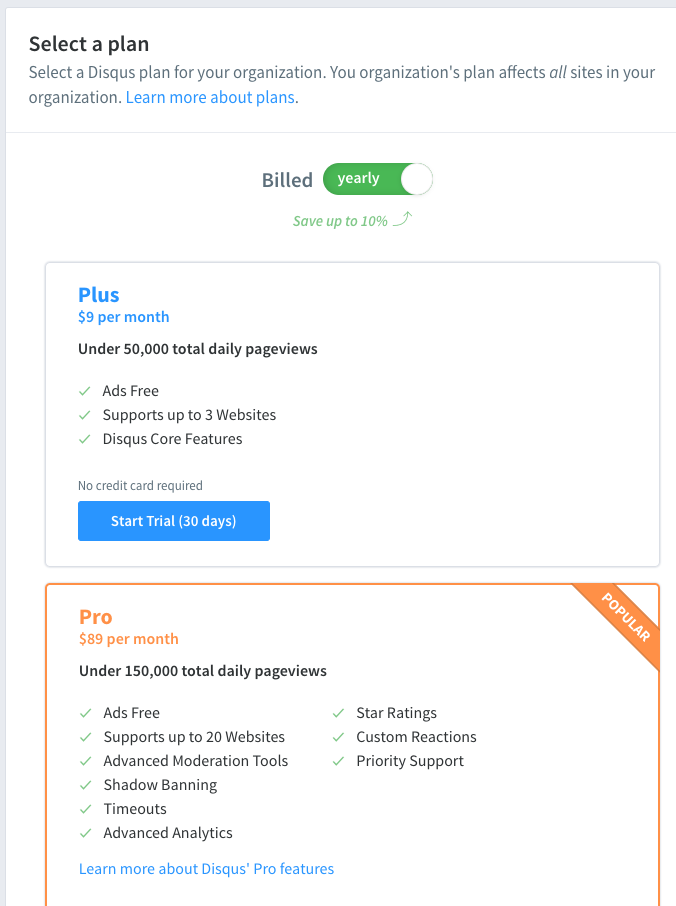 Select a plan
Select a Disqus plan for your organization. You organization's plan affects all sites in your
organization. Learn more about plans.
Billed yearly
Save up to 10%
Plus
$9 per month
Under 50,000 total daily pageviews
Ads Free
Supports up to 3 Websites
Disqus Core Features
No credit card required
Start Trial (30 days)
POPULAR
Pro
$89 per month
Under 150,000 total daily pageviews
Ads Free
Supports up to 20 Websites
Advanced Moderation Tools
Shadow Banning
Timeouts
Advanced Analytics
Star Ratings
Custom Reactions
Priority Support
Learn more about Disqus' Pro features